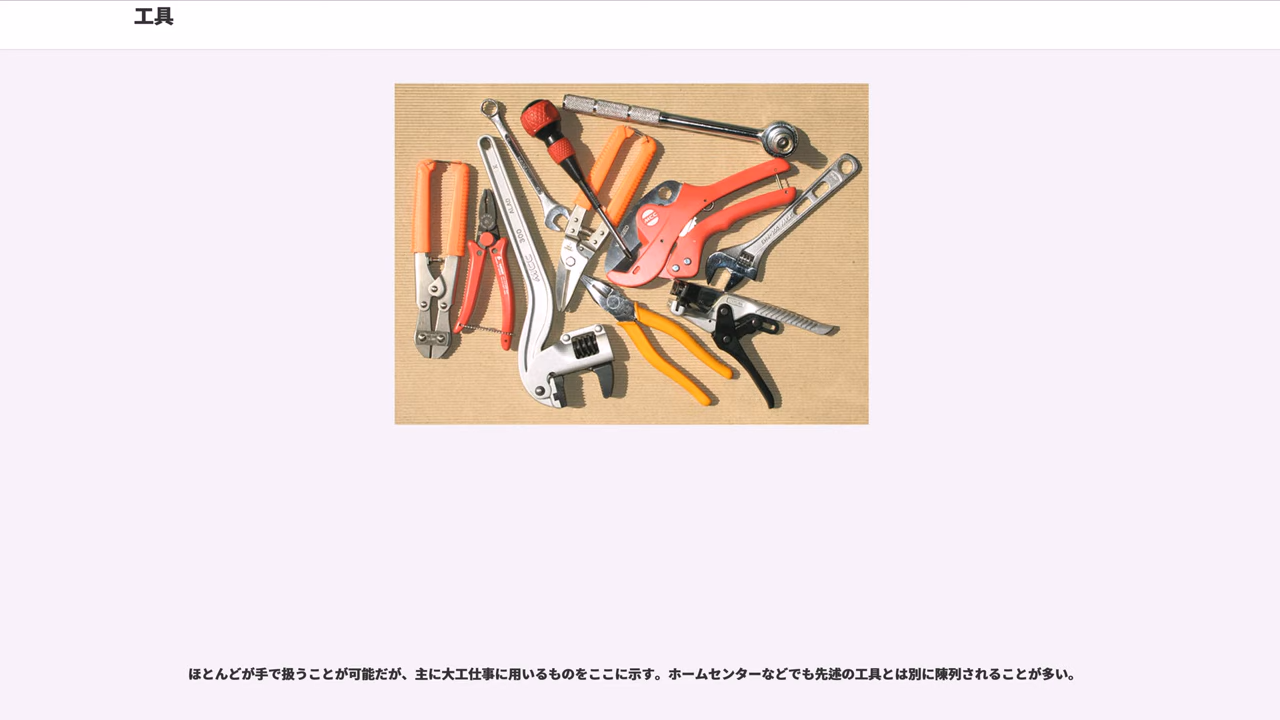 工具
300
ほとんどが手で扱うことが可能だが、主に大工仕事に用いるものをここに示す。ホームセンターなどでも先述の工具とは別に陳列されることが多い。